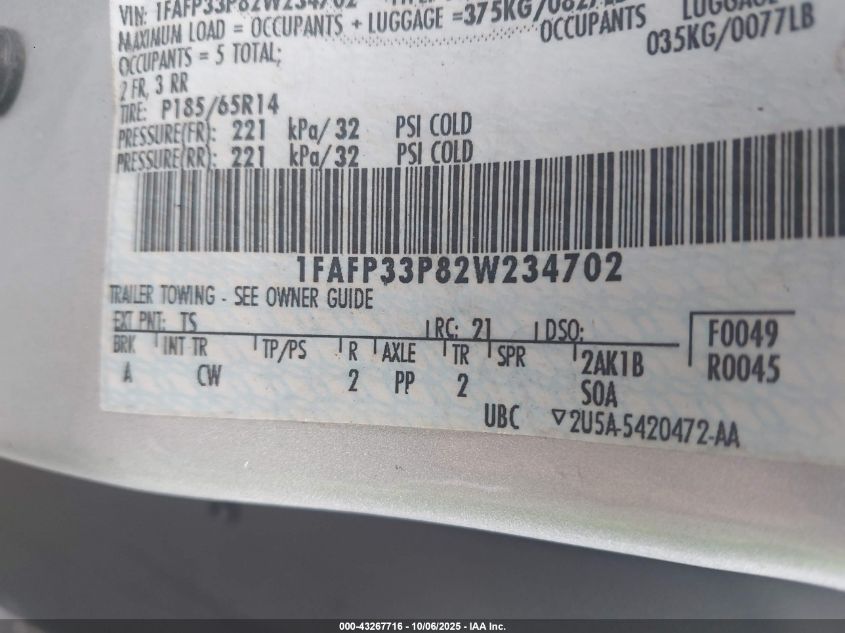 VIN: 1FAFP33P82W234702
MAXIMUM LOAD = OCCUPANTS + LUGGAGE =375KG/0827LB
OCCUPANTS LUGGAGE
OCCUPANTS = 5 TOTAL; 035KG/0077LB
2 FR, 3 RR
TIRE: P185/65R14
PRESSURE(FR): 221 kPa/ 32 PSI COLD
PRESSURE(RR): 221 kPa/ 32 PSI COLD
1FAFP33P82W234702
TRAILER TOWING - SEE OWNER GUIDE
EXT PNT: TS RC: 21 DSO: F0049
BRK INT TR TP/PS R AXLE TR SPR 2AK1B R0045
A CW 2 PP 2 SOA
UBC ▽2U5A-5420472-AA
000-43267716 - 10/06/2025 - IAA Inc.